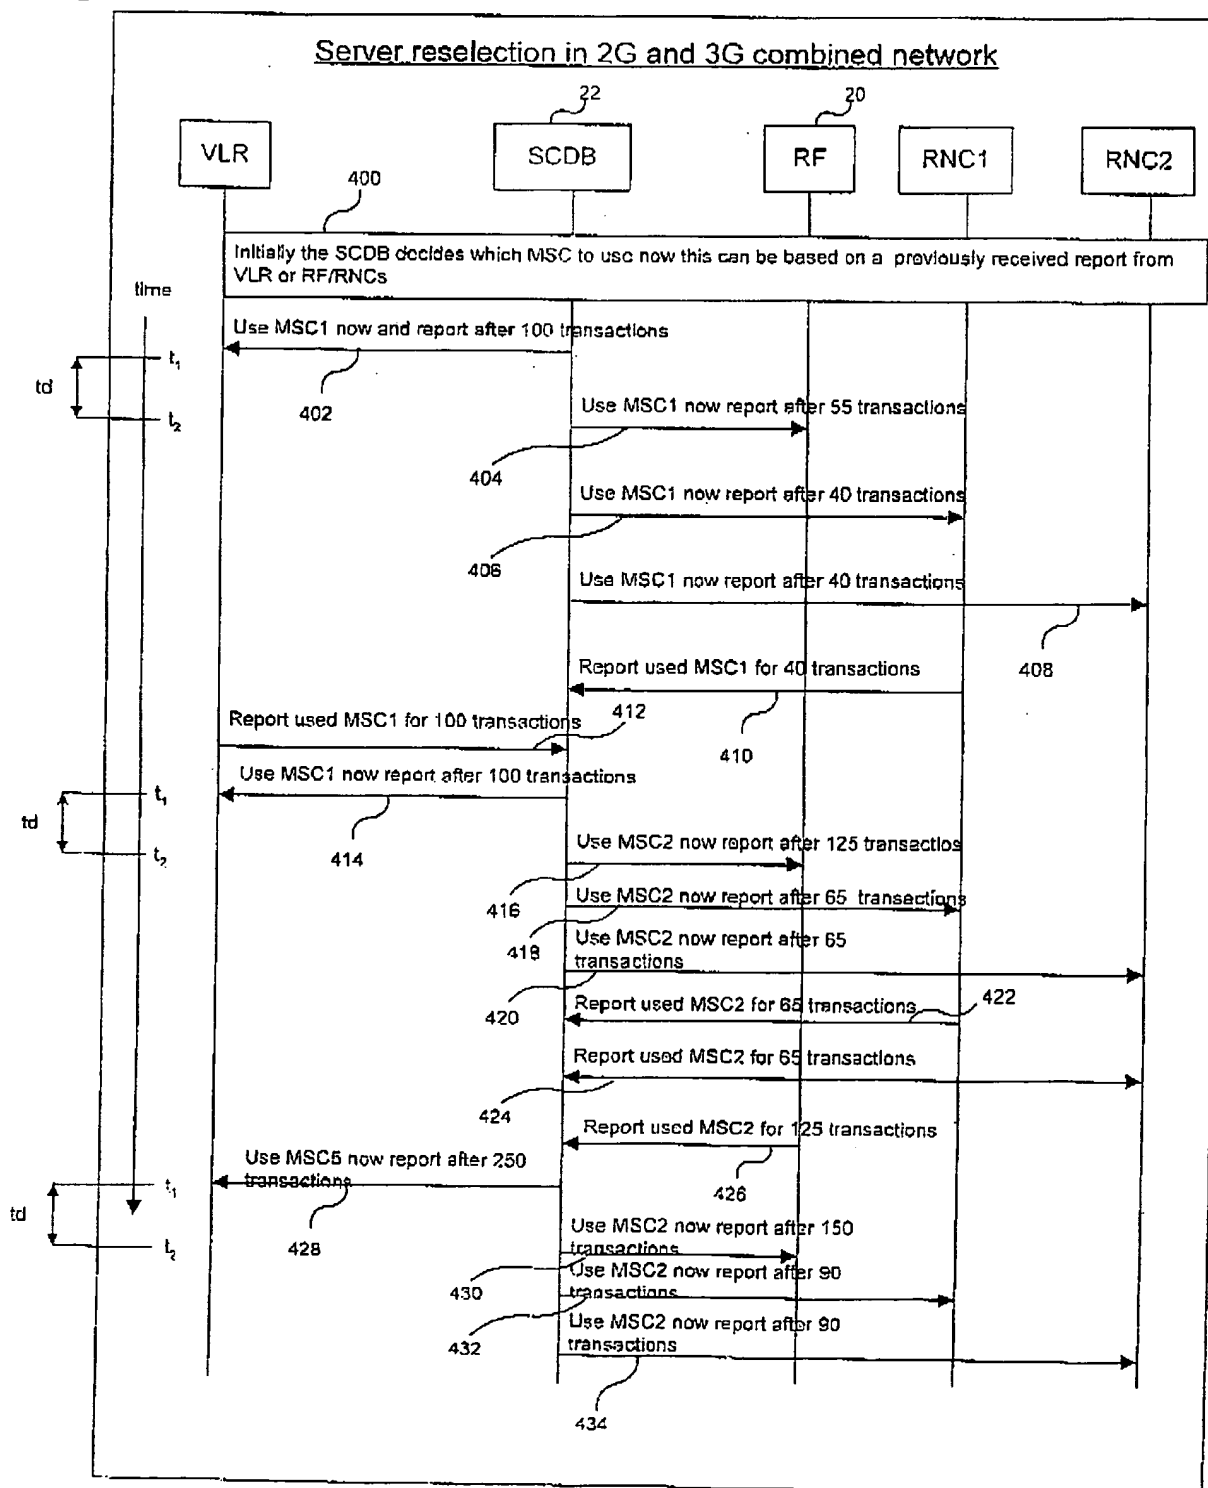 Server reselection in 2G and 3G combined network
22
20
VLR
SCDB
RF
RNC1
RNC2
400
Initially the SCDB decides which MSC to use now this can be based on a previously received report from
VLR or RF/RNCs
time
Use MSC1 now and report after 100 transactions
t1
td
402
t2
Use MSC1 now report after 55 transactions
404
Use MSC1 now report after 40 transactions
406
Use MSC1 now report after 40 transactions
408
Report used MSC1 for 40 transactions
412
Report used MSC1 for 100 transactions
410
Use MSC1 now report after 100 transactions
t1
td
414
t2
Use MSC2 now report after 125 transactios
416
Use MSC2 now report after 65 transactions
418
Use MSC2 now report after 65
transactions
420
422
Report used MSC2 for 65 transactions
Report used MSC2 for 65 transactions
424
Report used MSC2 for 125 transactions
426
Use MSC5 now report after 250
transactions
t1
td
428
t2
Use MSC2 now report after 150
transactions
430
Use MSC2 now report after 90
transactions
432
Use MSC2 now report after 90
transactions
434